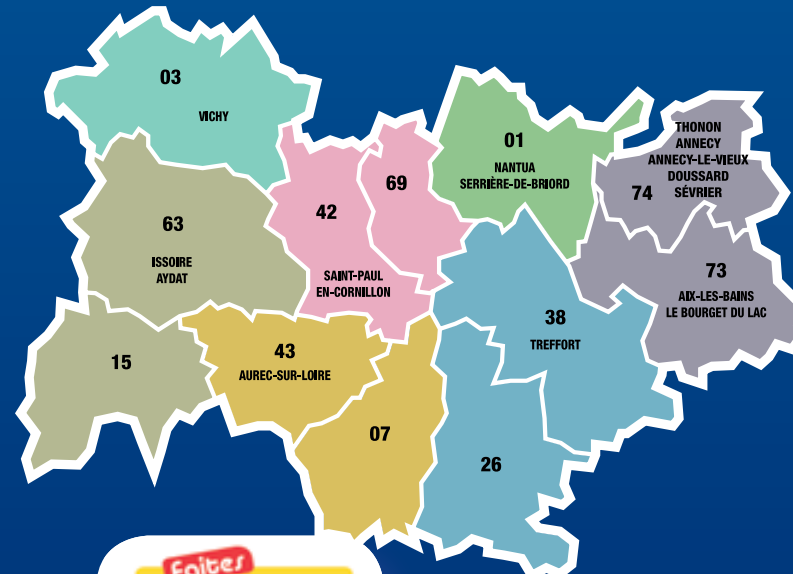 03
VICHY
01
NANTUA
SERRIÈRE-DE-BRIORD
THONON
ANNECY
ANNECY-LE-VIEUX
DOUSSARD
SÉVRIER
74
69
42
SAINT-PAUL
EN-CORNILLON
63
ISSOIRE
AYDAT
73
AIX-LES-BAINS
LE BOURGET DU LAC
38
TREFFORT
43
AUREC-SUR-LOIRE
15
07
26
Faites